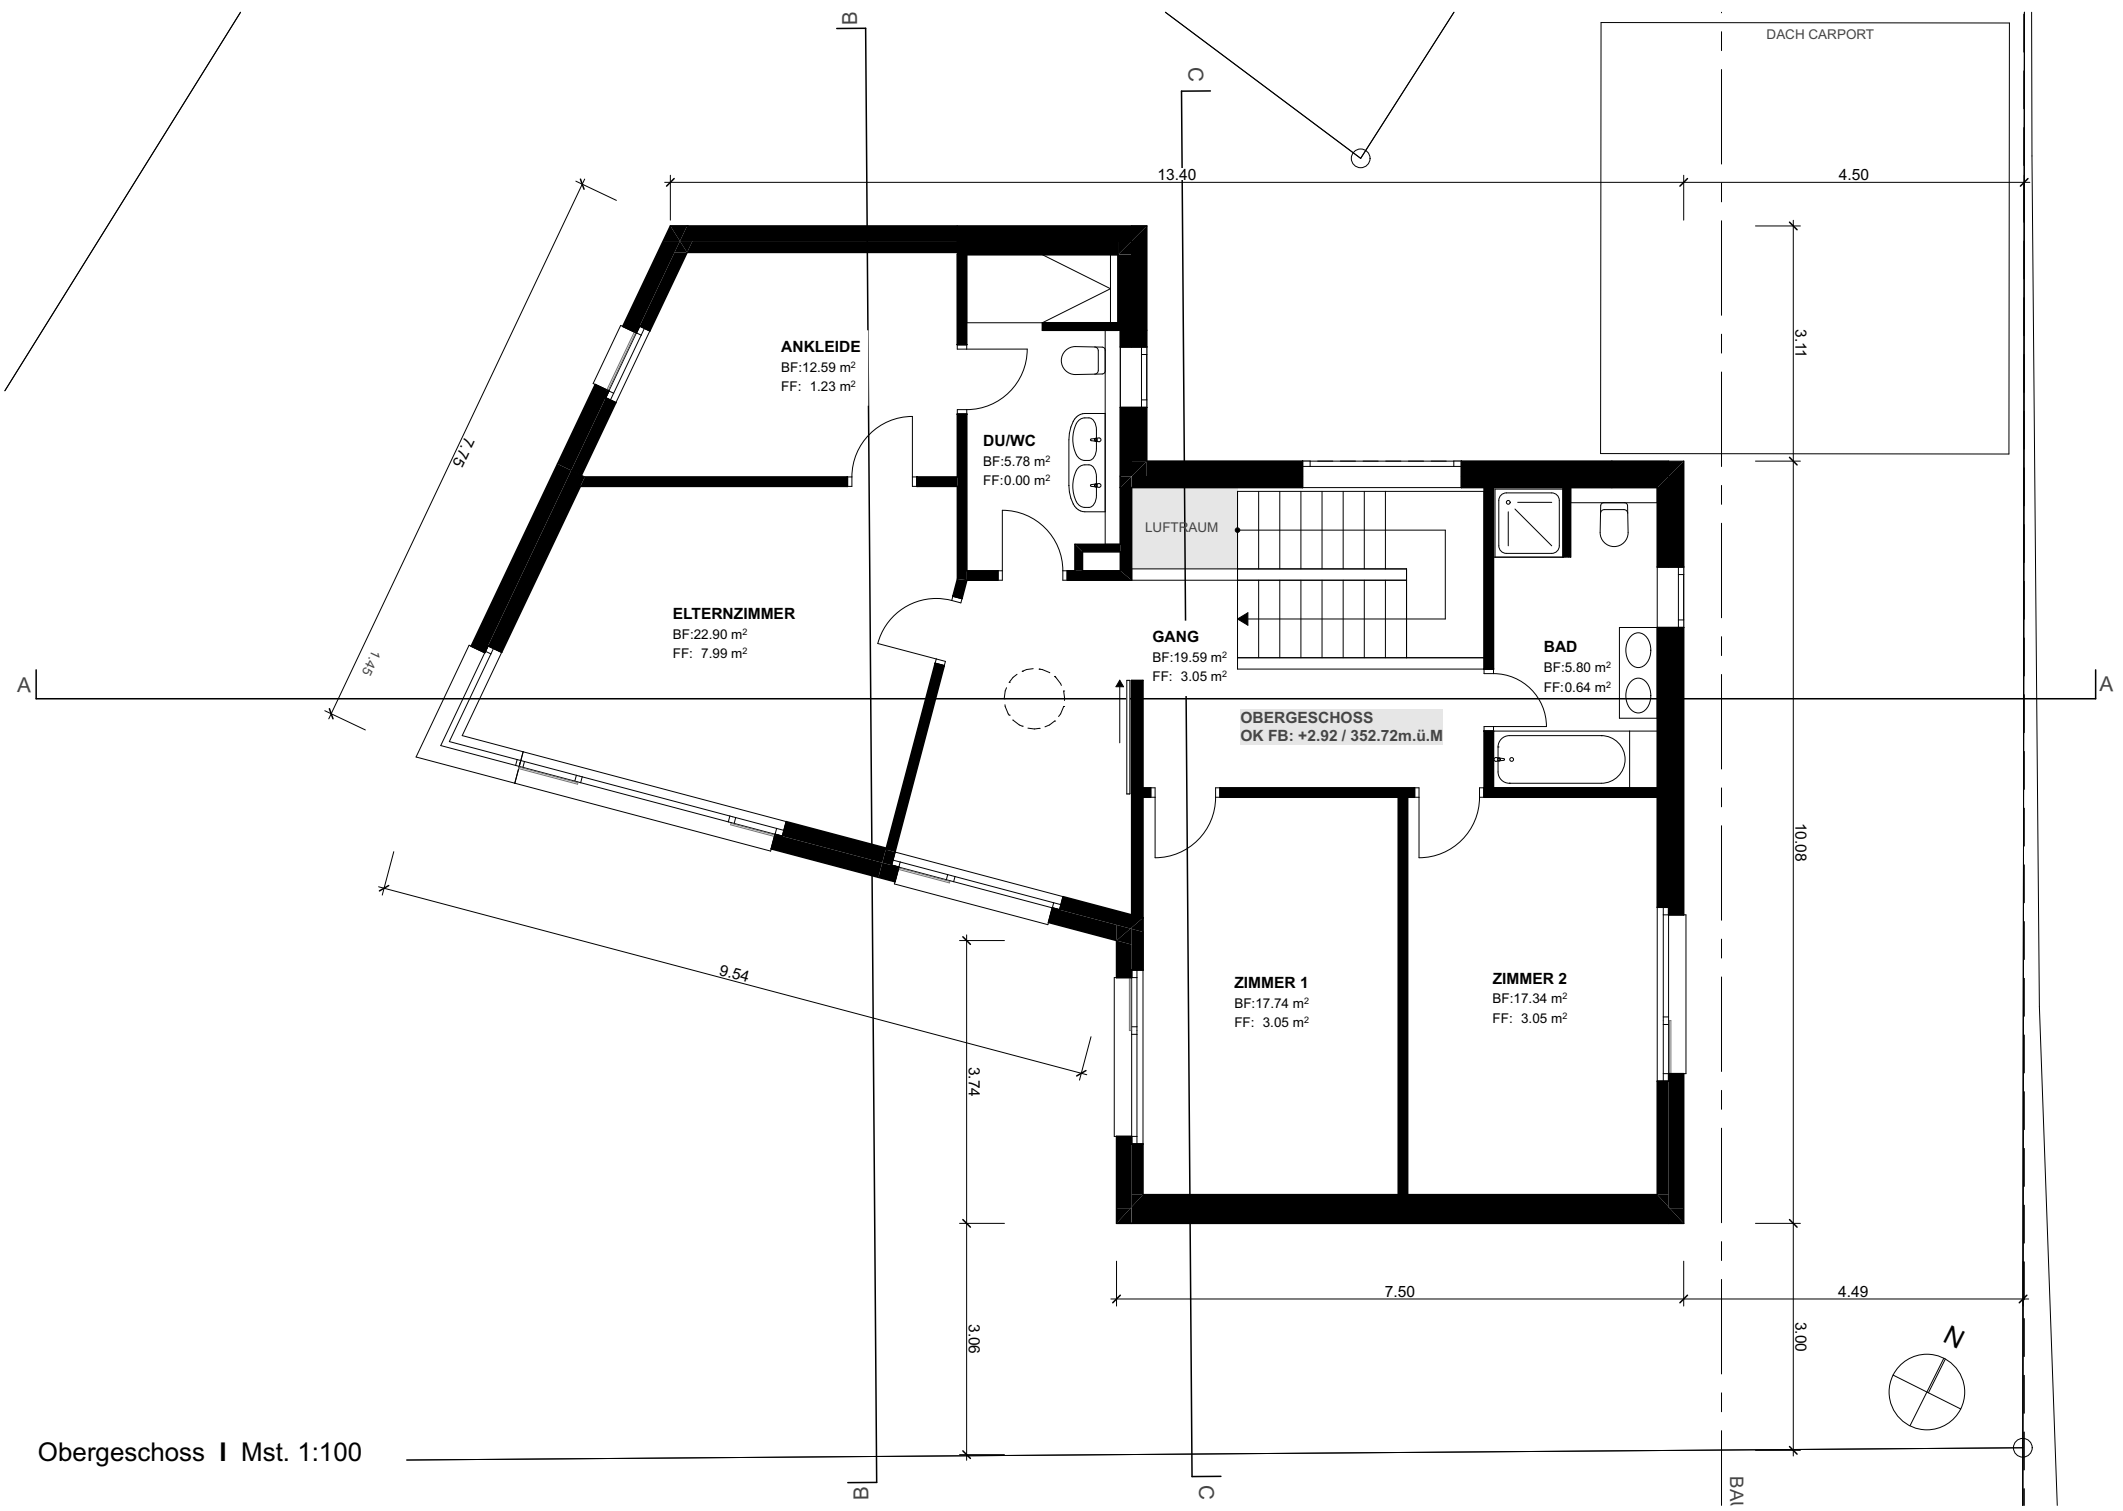 B
DACH CARPORT
C
13.40
4.50
3.11
ANKLEIDE
BF:12.59 m²
FF: 1.23 m²
7.75
DU/WC
BF:5.78 m²
FF:0.00 m²
LUFTRAUM
ELTERNZIMMER
BF:22.90 m²
FF: 7.99 m²
GANG
BF:19.59 m²
FF: 3.05 m²
BAD
BF:5.80 m²
FF:0.64 m²
1.45
A
A
OBERGESCHOSS
OK FB: +2.92 / 352.72m.ü.M
10.08
9.54
ZIMMER 1
BF:17.74 m²
FF: 3.05 m²
ZIMMER 2
BF:17.34 m²
FF: 3.05 m²
3.74
7.50
4.49
3.06
3.00
N
Obergeschoss I Mst. 1:100
B
C